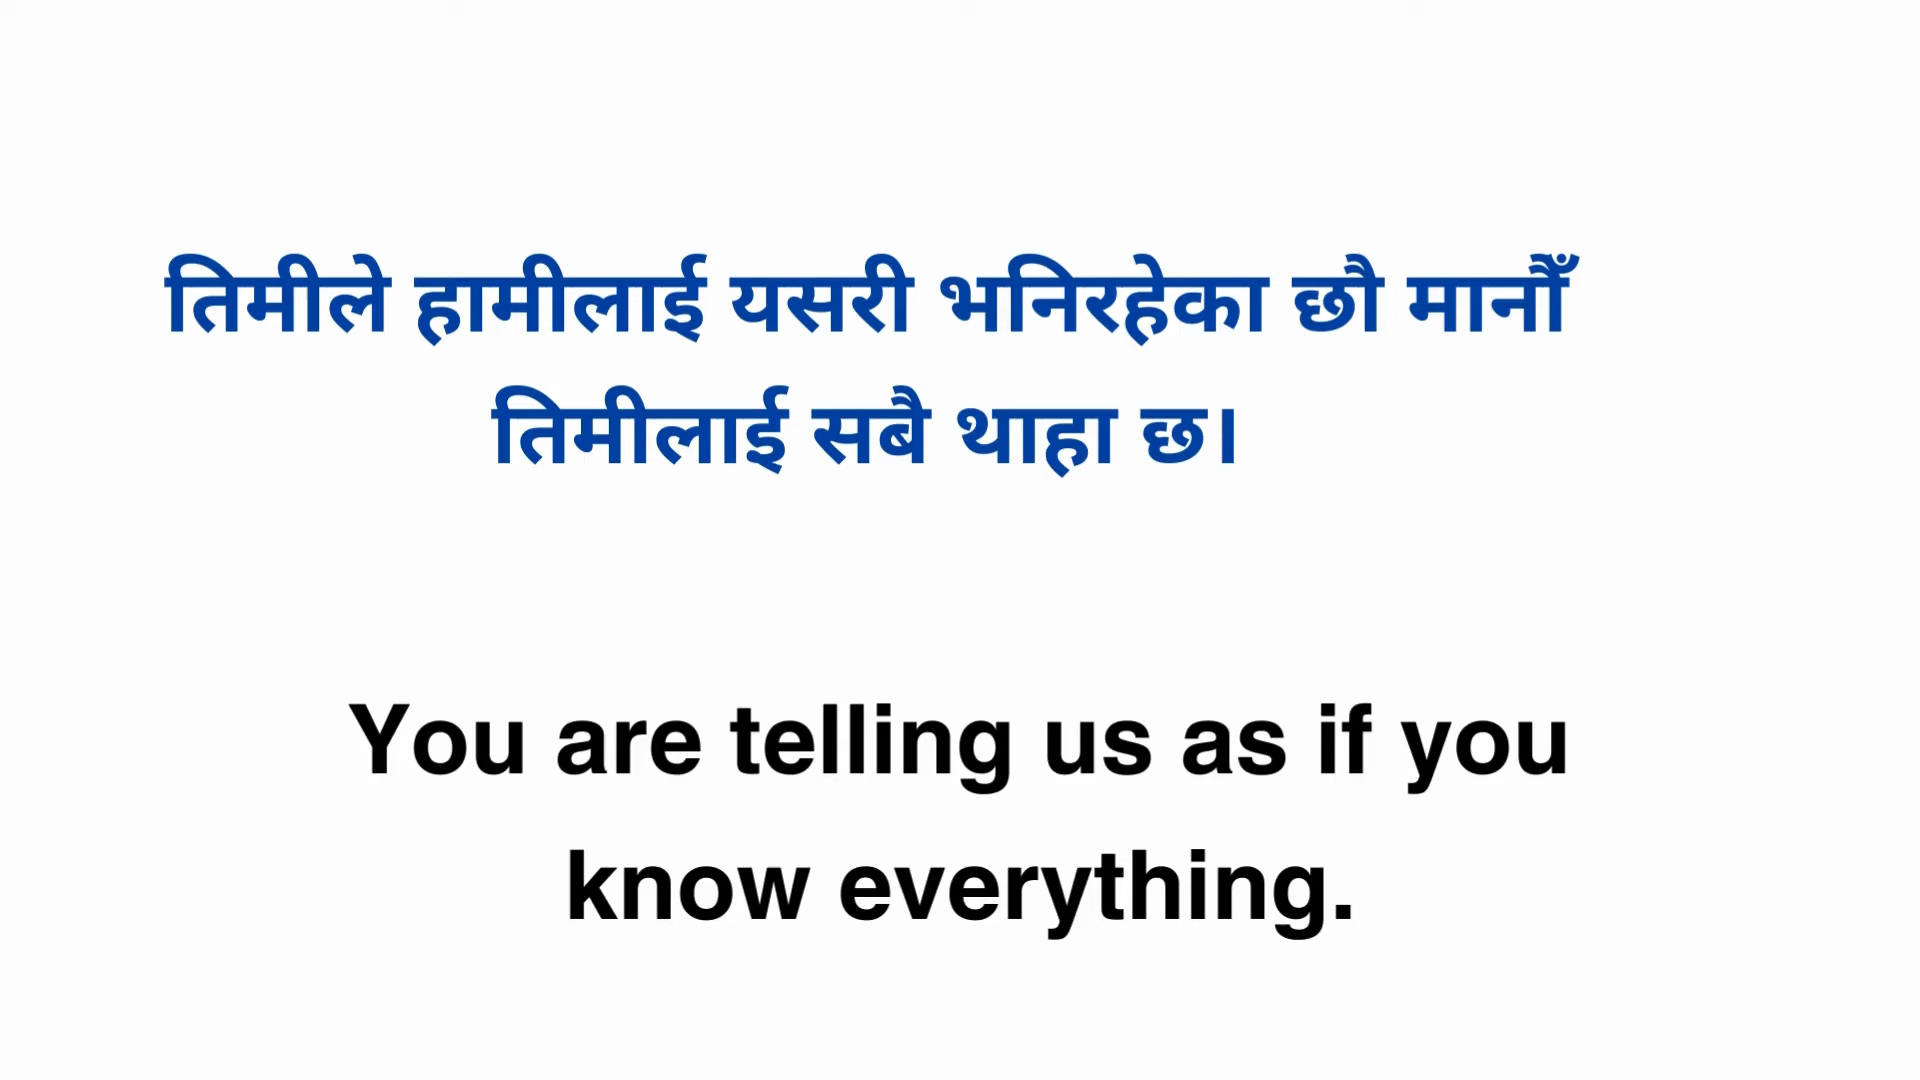 तिमीले हामीलाई यसरी भनिरहेका छौ मानौँ
तिमीलाई सबै थाहा छ।
You are telling us as if you
know everything.